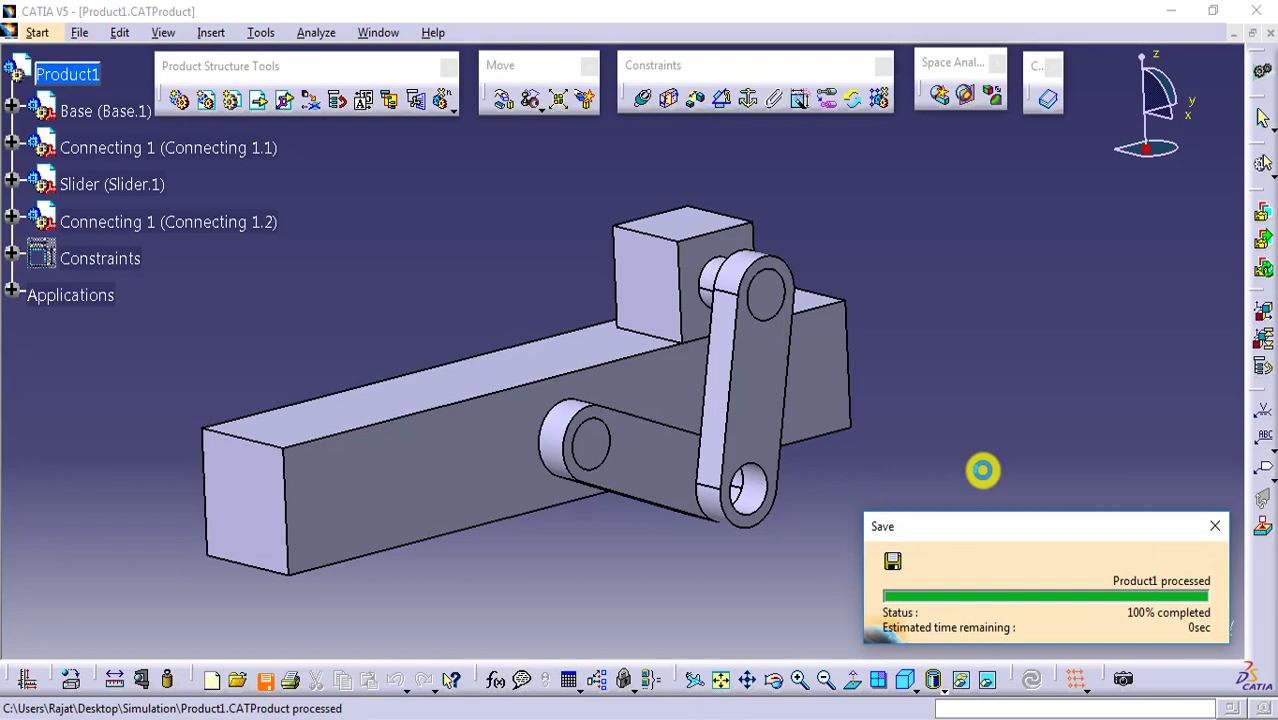 CATIA V5 - [Product1.CATProduct]
Start File Edit View Insert Tools Analyze Window Help
Product Structure Tools Move Constraints Space Anal... C...
Product1
Base (Base.1)
Connecting 1 (Connecting 1.1)
Slider (Slider.1)
Connecting 1 (Connecting 1.2)
Constraints
Applications
z
y
x
ABC
Save
Product1 processed
Status : 100% completed
Estimated time remaining : 0sec
f(x)
CATIA
C:\Users\Rajat\Desktop\Simulation\Product1.CATProduct processed